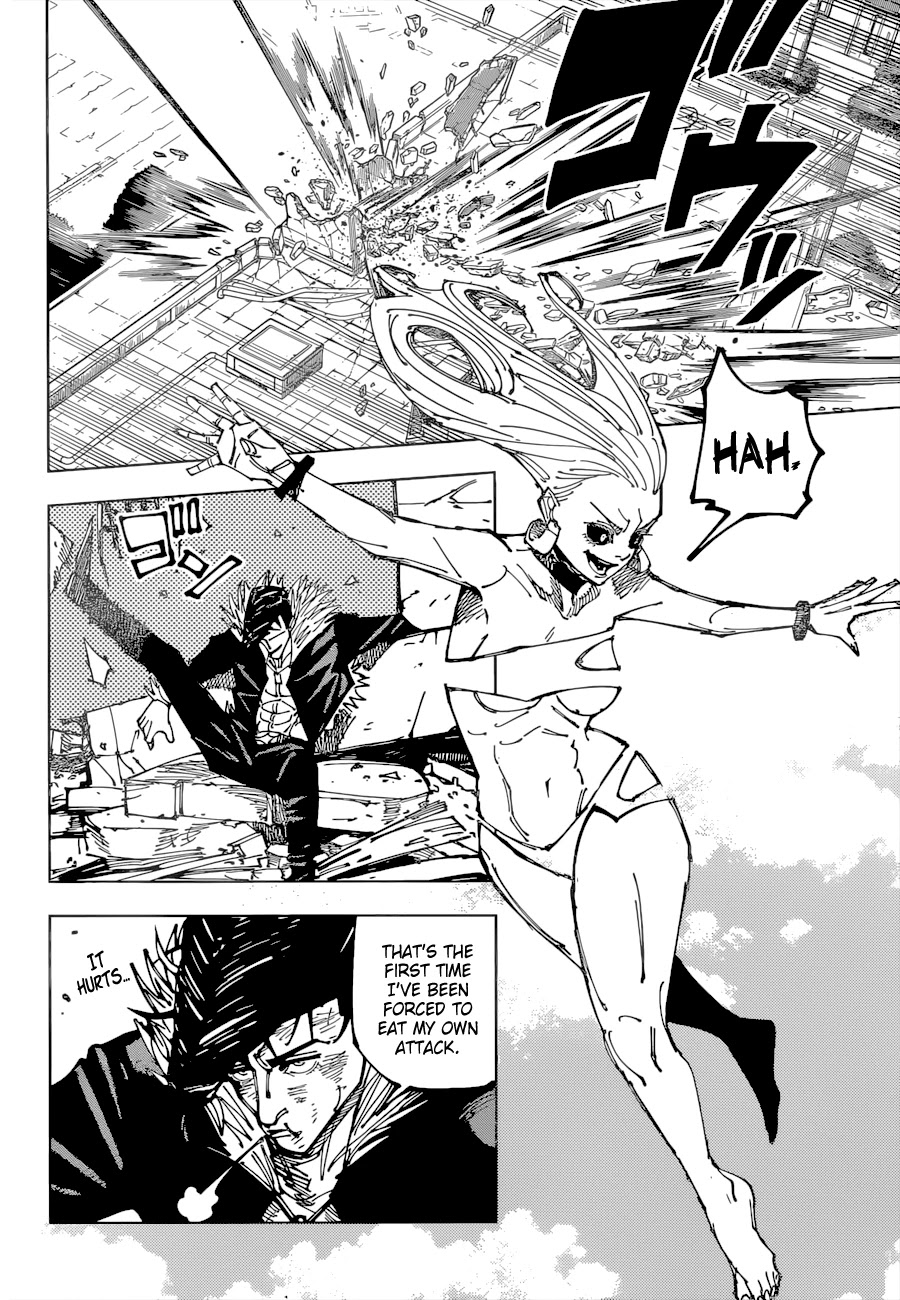 ゴウッ
HAH.
ゴロン
THAT'S THE
FIRST TIME
I'VE BEEN
FORCED TO
EAT MY OWN
ATTACK.
IT
HURTS...